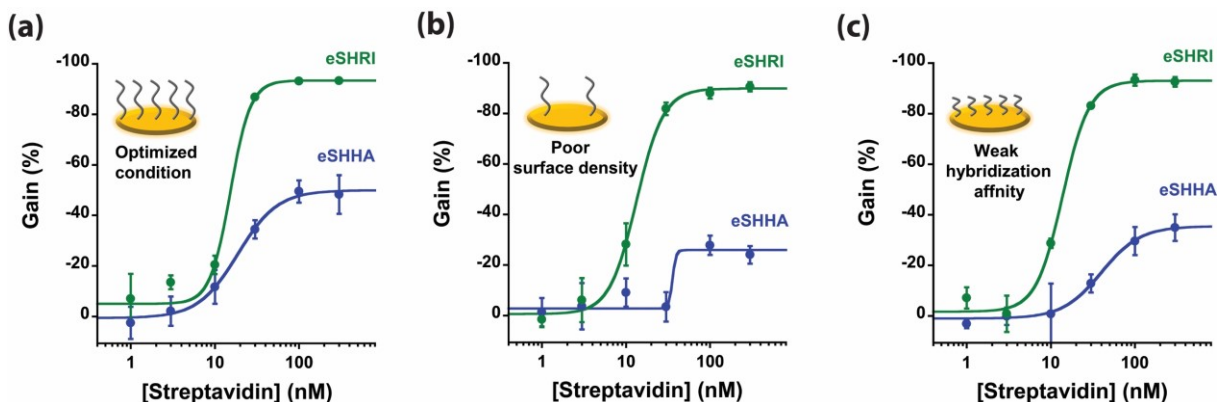 (a)
Gain (%)
-100
-80
-60
-40
-20
0
eSHRI
Optimized
condition
eSHHA
1
10
100
[Streptavidin] (nM)
(b)
Gain (%)
-100
-80
-60
-40
-20
0
eSHRI
Poor
surface density
eSHHA
1
10
100
[Streptavidin] (nM)
(c)
Gain (%)
-100
-80
-60
-40
-20
0
eSHRI
Weak
hybridization
affnity
eSHHA
1
10
100
[Streptavidin] (nM)